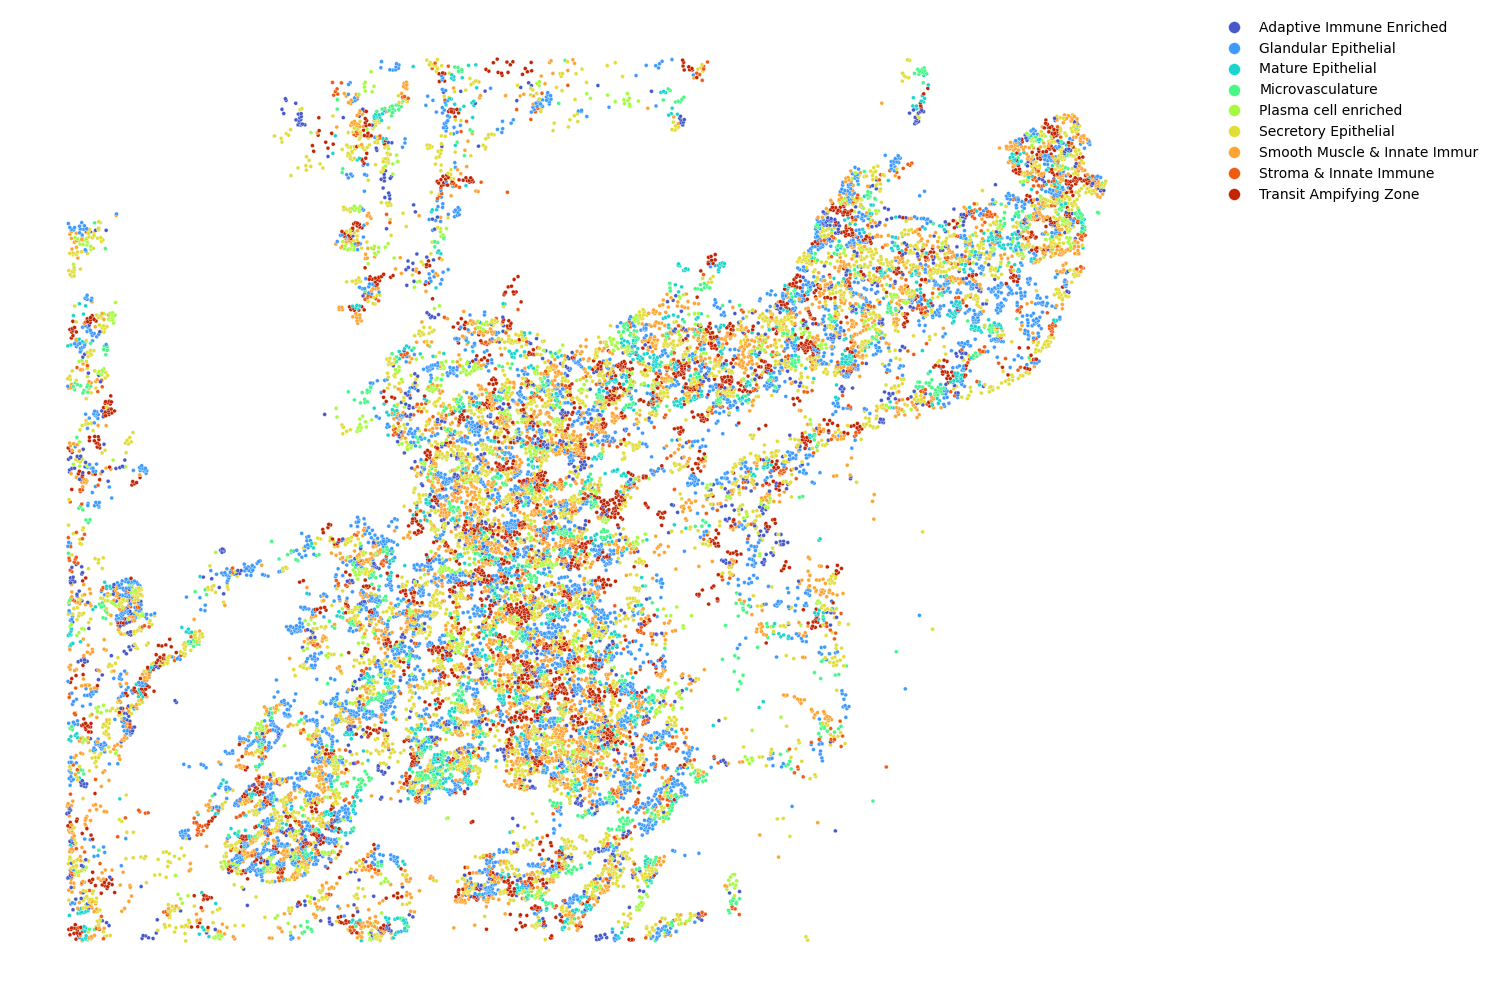 Adaptive Immune Enriched
Glandular Epithelial
Mature Epithelial
Microvasculature
Plasma cell enriched
Secretory Epithelial
Smooth Muscle & Innate Immur
Stroma & Innate Immune
Transit Ampifying Zone